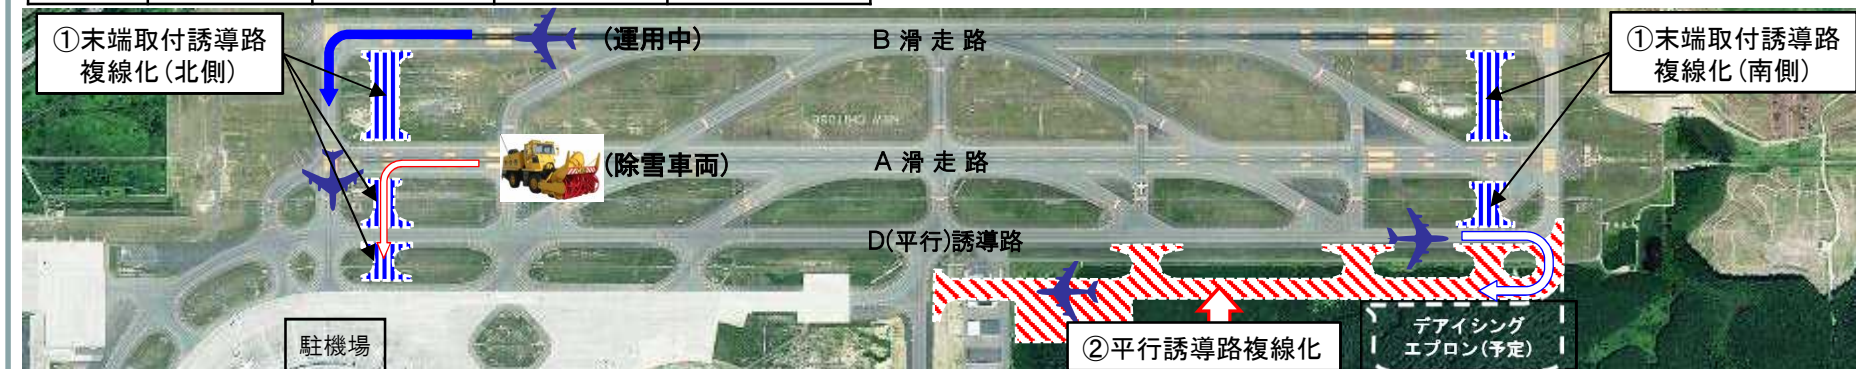 ①末端取付誘導路
複線化(北側)
(運用中)
B 滑 走 路
①末端取付誘導路
複線化(南側)
NEW CHITOSE
(除雪車両)
A 滑 走 路
D(平行)誘導路
駐機場
②平行誘導路複線化
デアイシング
エプロン(予定)